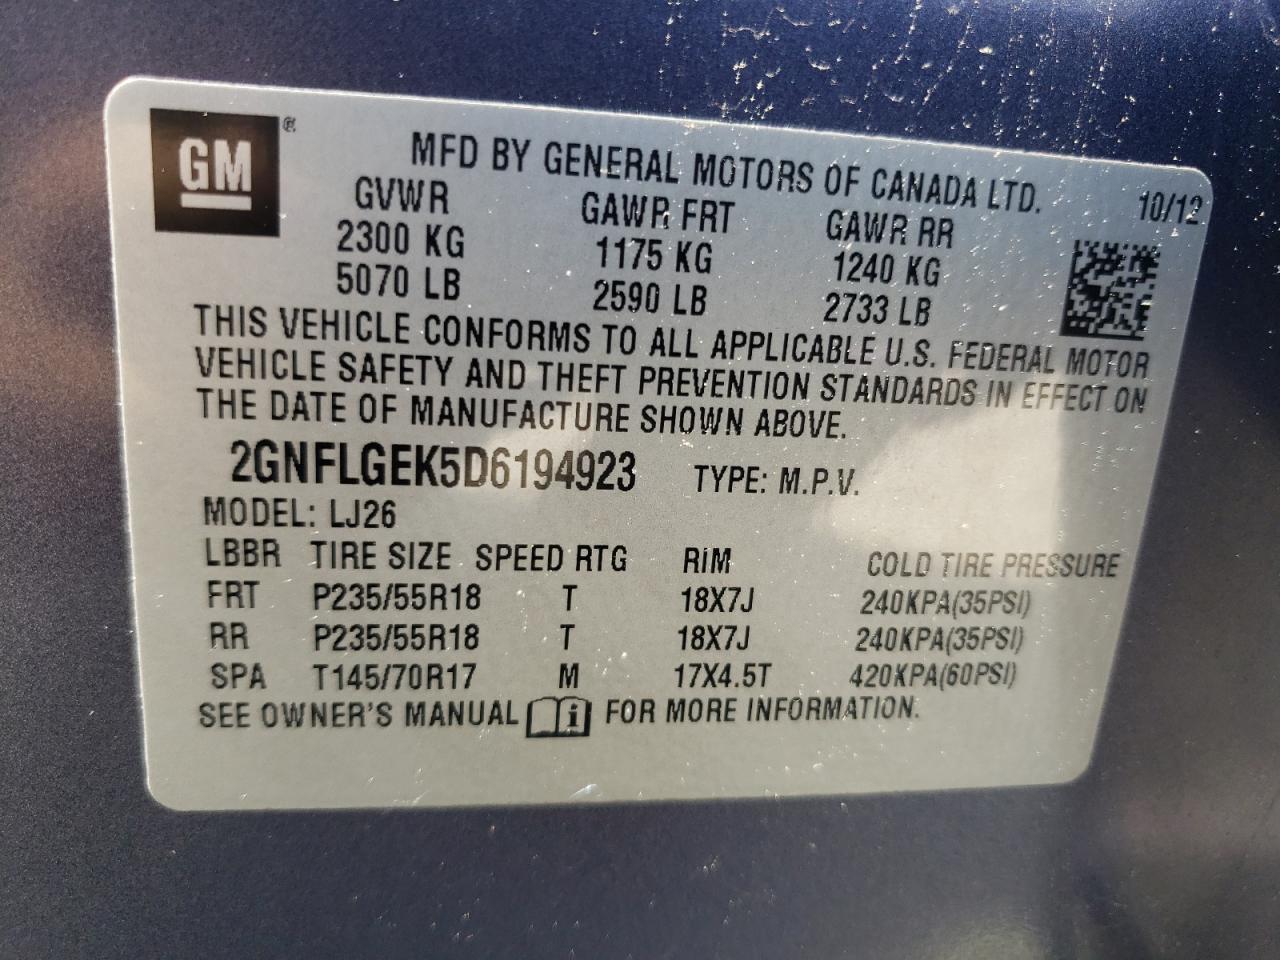 GM ®
MFD BY GENERAL MOTORS OF CANADA LTD.
10/12
GVWR GAWR FRT GAWR RR
2300 KG 1175 KG 1240 KG
5070 LB 2590 LB 2733 LB
THIS VEHICLE CONFORMS TO ALL APPLICABLE U.S. FEDERAL MOTOR
VEHICLE SAFETY AND THEFT PREVENTION STANDARDS IN EFFECT ON
THE DATE OF MANUFACTURE SHOWN ABOVE.
2GNFLGEK5D6194923 TYPE: M.P.V.
MODEL: LJ26
LBBR TIRE SIZE SPEED RTG RIM COLD TIRE PRESSURE
FRT P235/55R18 T 18X7J 240KPA(35PSI)
RR P235/55R18 T 18X7J 240KPA(35PSI)
SPA T145/70R17 M 17X4.5T 420KPA(60PSI)
SEE OWNER'S MANUAL i FOR MORE INFORMATION.